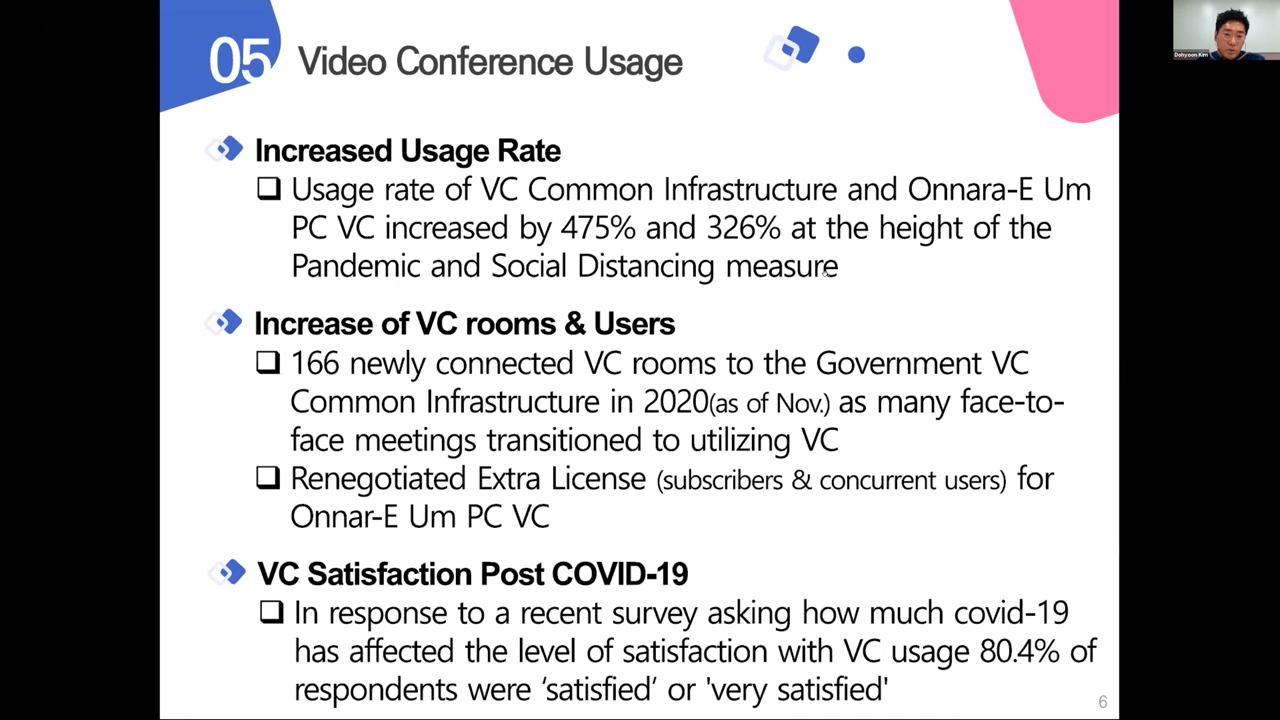 05 Video Conference Usage
Dohyoon Kim
Increased Usage Rate
❑ Usage rate of VC Common Infrastructure and Onnara-E Um
PC VC increased by 475% and 326% at the height of the
Pandemic and Social Distancing measure
Increase of VC rooms & Users
❑ 166 newly connected VC rooms to the Government VC
Common Infrastructure in 2020(as of Nov.) as many face-to-
face meetings transitioned to utilizing VC
❑ Renegotiated Extra License (subscribers & concurrent users) for
Onnar-E Um PC VC
VC Satisfaction Post COVID-19
❑ In response to a recent survey asking how much covid-19
has affected the level of satisfaction with VC usage 80.4% of
respondents were ‘satisfied’ or 'very satisfied'
6